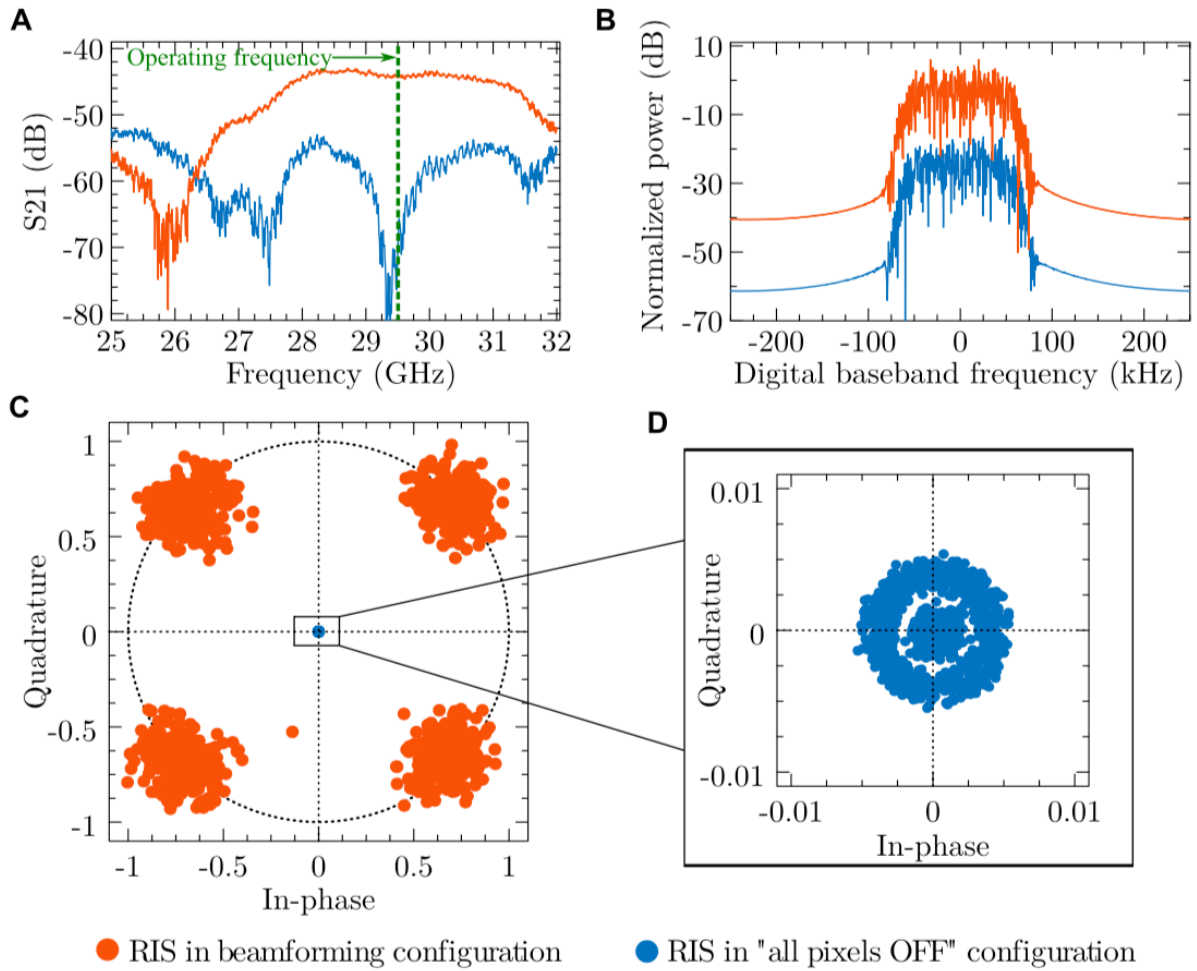 A
-40
-50
-60
-70
-80
S21 (dB)
Operating frequency
25 26 27 28 29 30 31 32
Frequency (GHz)
B
10
-10
-30
-50
-70
Normalized power (dB)
-200 -100 0 100 200
Digital baseband frequency (kHz)
C
1
0.5
0
-0.5
-1
Quadrature
-1 -0.5 0 0.5 1
In-phase
D
0.01
0
-0.01
Quadrature
-0.01 0 0.01
In-phase
RIS in beamforming configuration
RIS in "all pixels OFF" configuration